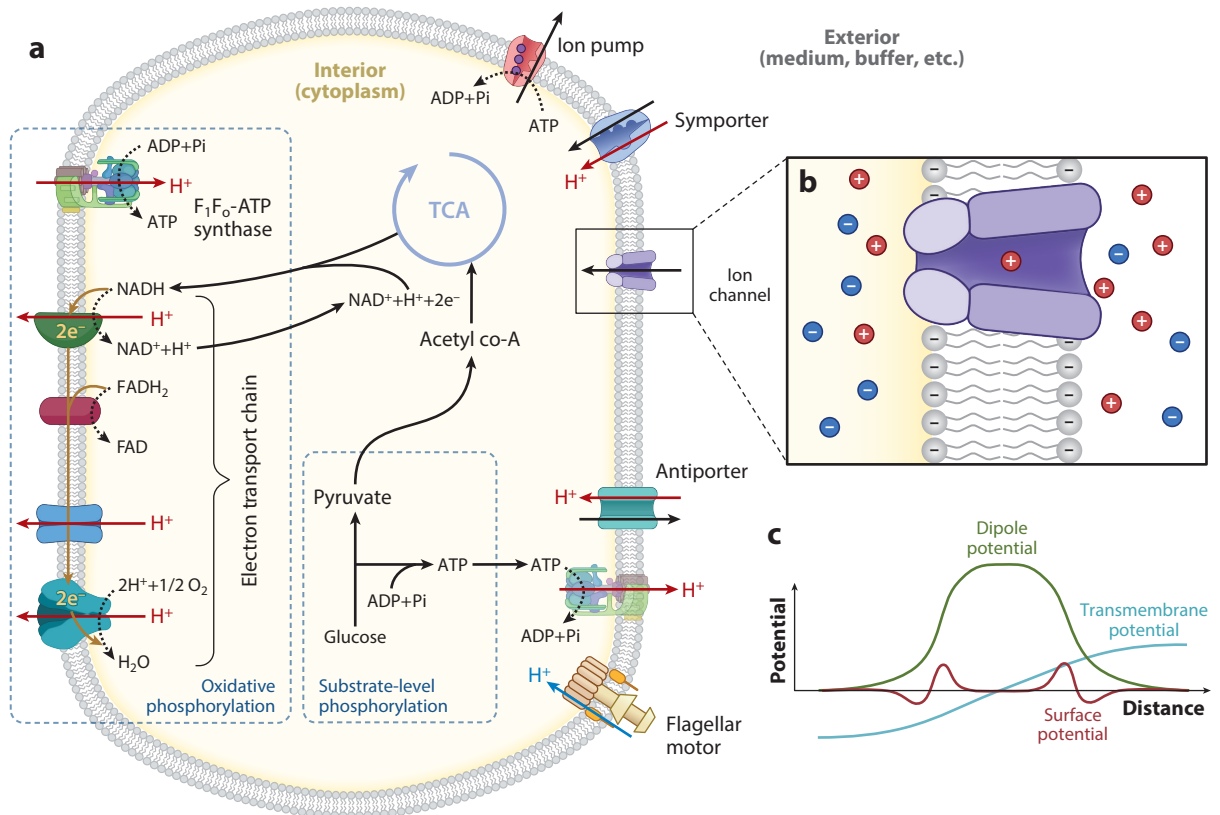 a
Interior
(cytoplasm)
Ion pump
ADP+Pi
ATP
Exterior
(medium, buffer, etc.)
Symporter
H⁺
ADP+Pi
H⁺
ATP
F₁Fₒ-ATP
synthase
TCA
NADH
NAD⁺+H⁺+2e⁻
2e⁻
H⁺
NAD⁺+H⁺
Acetyl co-A
FADH₂
FAD
H⁺
2e⁻
2H⁺+1/2 O₂
H⁺
H₂O
Electron transport chain
Oxidative
phosphorylation
Pyruvate
ATP
ADP+Pi
Glucose
Substrate-level
phosphorylation
Ion
channel
Antiporter
H⁺
ATP
H⁺
ADP+Pi
H⁺
Flagellar
motor
b
− − − − − − − − − −
+ + + + + + + +
− − − − − − − −
c
Dipole
potential
Transmembrane
potential
Potential
Distance
Surface
potential